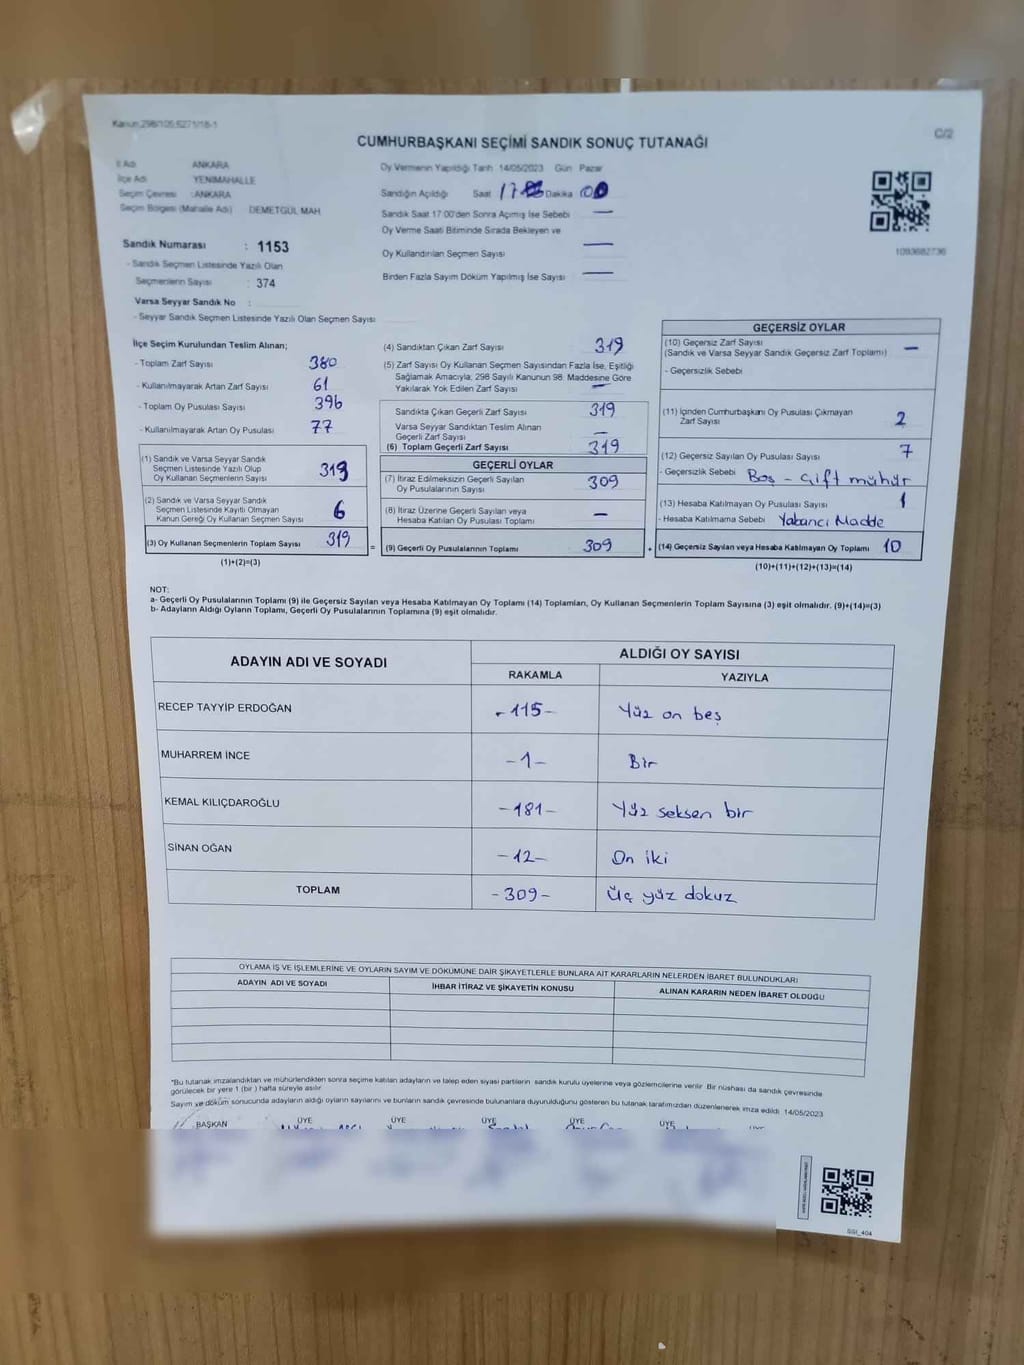 Kanun:298/105,6271/18-1
C/2
CUMHURBAŞKANI SEÇİMİ SANDIK SONUÇ TUTANAĞI
İl Adı ANKARA
İlçe Adı YENİMAHALLE
Seçim Çevresi : ANKARA
Seçim Bölgesi (Mahalle Adı) DEMETGÜL MAH
Sandık Numarası : 1153
- Sandık Seçmen Listesinde Yazılı Olan
Seçmenlerin Sayısı : 374
Varsa Seyyar Sandık No :
- Seyyar Sandık Seçmen Listesinde Yazılı Olan Seçmen Sayısı:
Oy Vermenin Yapıldığı Tarih 14/05/2023 Gün Pazar
Sandığın Açıldığı Saat 17 Dakika 00
Sandık Saat 17:00'den Sonra Açımış İse Sebebi —
Oy Verme Saati Bitiminde Sırada Bekleyen ve
Oy Kullandırılan Seçmen Sayısı —
Birden Fazla Sayım Döküm Yapılmış İse Sayısı —
1093682736
İlçe Seçim Kurulundan Teslim Alınan;
- Toplam Zarf Sayısı 380
- Kullanılmayarak Artan Zarf Sayısı 61
- Toplam Oy Pusulası Sayısı 396
- Kullanılmayarak Artan Oy Pusulası 77
(1) Sandık ve Varsa Seyyar Sandık
Seçmen Listesinde Yazılı Olup
Oy Kullanan Seçmenlerin Sayısı 313
(2) Sandık ve Varsa Seyyar Sandık
Seçmen Listesinde Kayıtlı Olmayan
Kanun Gereği Oy Kullanan Seçmen Sayısı 6
(3) Oy Kullanan Seçmenlerin Toplam Sayısı 319
(1)+(2)=(3)
(4) Sandıktan Çıkan Zarf Sayısı 319
(5) Zarf Sayısı Oy Kullanan Seçmen Sayısından Fazla İse, Eşitliği
Sağlamak Amacıyla; 298 Sayılı Kanunun 98. Maddesine Göre
Yakılarak Yok Edilen Zarf Sayısı —
Sandıkta Çıkan Geçerli Zarf Sayısı 319
Varsa Seyyar Sandıktan Teslim Alınan
Geçerli Zarf Sayısı —
(6) Toplam Geçerli Zarf Sayısı 319
GEÇERLİ OYLAR
(7) İtiraz Edilmeksizin Geçerli Sayılan
Oy Pusulalarının Sayısı 309
(8) İtiraz Üzerine Geçerli Sayılan veya
Hesaba Katılan Oy Pusulası Toplamı —
= (9) Geçerli Oy Pusulalarının Toplamı 309
GEÇERSİZ OYLAR
(10) Geçersiz Zarf Sayısı —
(Sandık ve Varsa Seyyar Sandık Geçersiz Zarf Toplamı)
- Geçersizlik Sebebi
(11) İçinden Cumhurbaşkanı Oy Pusulası Çıkmayan
Zarf Sayısı 2
(12) Geçersiz Sayılan Oy Pusulası Sayısı 7
- Geçersizlik Sebebi Boş - Çift mühür
(13) Hesaba Katılmayan Oy Pusulası Sayısı 1
- Hesaba Katılmama Sebebi Yabancı Madde
+ (14) Geçersiz Sayılan veya Hesaba Katılmayan Oy Toplamı 10
(10)+(11)+(12)+(13)=(14)
NOT:
a- Geçerli Oy Pusulalarının Toplamı (9) ile Geçersiz Sayılan veya Hesaba Katılmayan Oy Toplamı (14) Toplamları, Oy Kullanan Seçmenlerin Toplam Sayısına (3) eşit olmalıdır. (9)+(14)=(3)
b- Adayların Aldığı Oyların Toplamı, Geçerli Oy Pusulalarının Toplamına (9) eşit olmalıdır.
ADAYIN ADI VE SOYADI ALDIĞI OY SAYISI
RAKAMLA YAZIYLA
RECEP TAYYİP ERDOĞAN -115- Yüz on beş
MUHARREM İNCE -1- Bir
KEMAL KILIÇDAROĞLU -181- Yüz seksen bir
SİNAN OĞAN -12- On iki
TOPLAM -309- Üç yüz dokuz
OYLAMA İŞ VE İŞLEMLERİNE VE OYLARIN SAYIM VE DÖKÜMÜNE DAİR ŞİKAYETLERLE BUNLARA AİT KARARLARIN NELERDEN İBARET BULUNDUKLARI
ADAYIN ADI VE SOYADI İHBAR İTİRAZ VE ŞİKAYETİN KONUSU ALINAN KARARIN NEDEN İBARET OLDUĞU
*Bu tutanak imzalandıktan ve mühürlendikten sonra seçime katılan adayların ve talep eden siyasi partilerin sandık kurulu üyelerine veya gözlemcilerine verilir. Bir nüshası da sandık çevresinde
görülecek bir yere 1 (bir) hafta süreyle asılır
Sayım ve döküm sonucunda adayların aldığı oyların sayılarını ve bunların sandık çevresinde bulunanlara duyurulduğunu gösteren bu tutanak tarafımızdan düzenlenerek imza edildi. 14/05/2023
BAŞKAN ÜYE ÜYE ÜYE ÜYE ÜYE
SSI_404